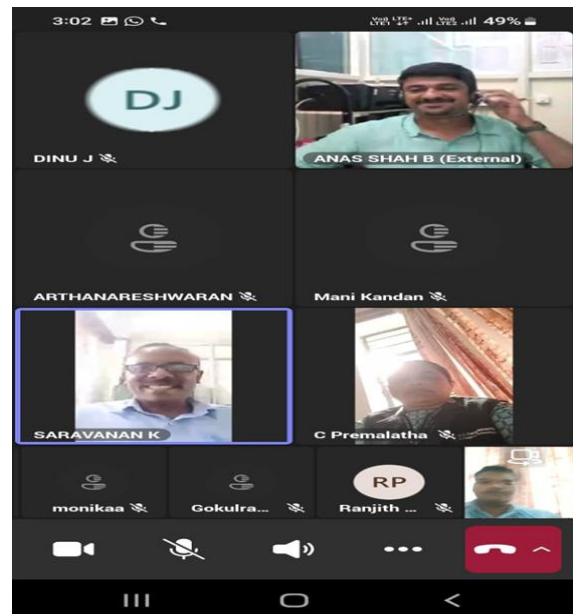 3:02 49%
DJ
DINU J
ANAS SHAH B (External)
ARTHANARESHWARAN
Mani Kandan
SARAVANAN K
C Premalatha
RP
monikaa
Gokulra...
Ranjith ...